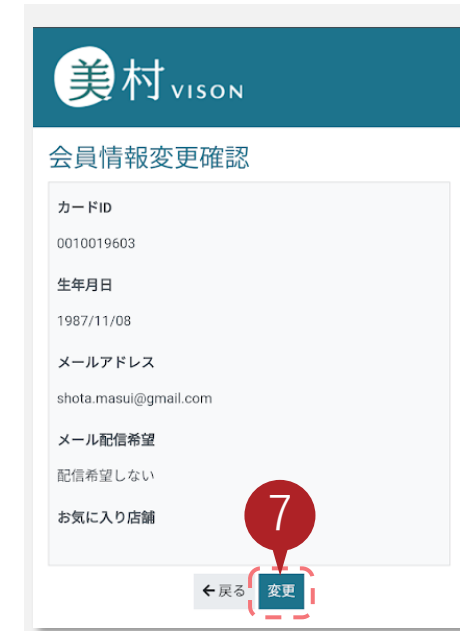 美村 VISON
会員情報変更確認
カードID
0010019603
生年月日
1987/11/08
メールアドレス
shota.masui@gmail.com
メール配信希望
配信希望しない
お気に入り店舗
7
←戻る 変更